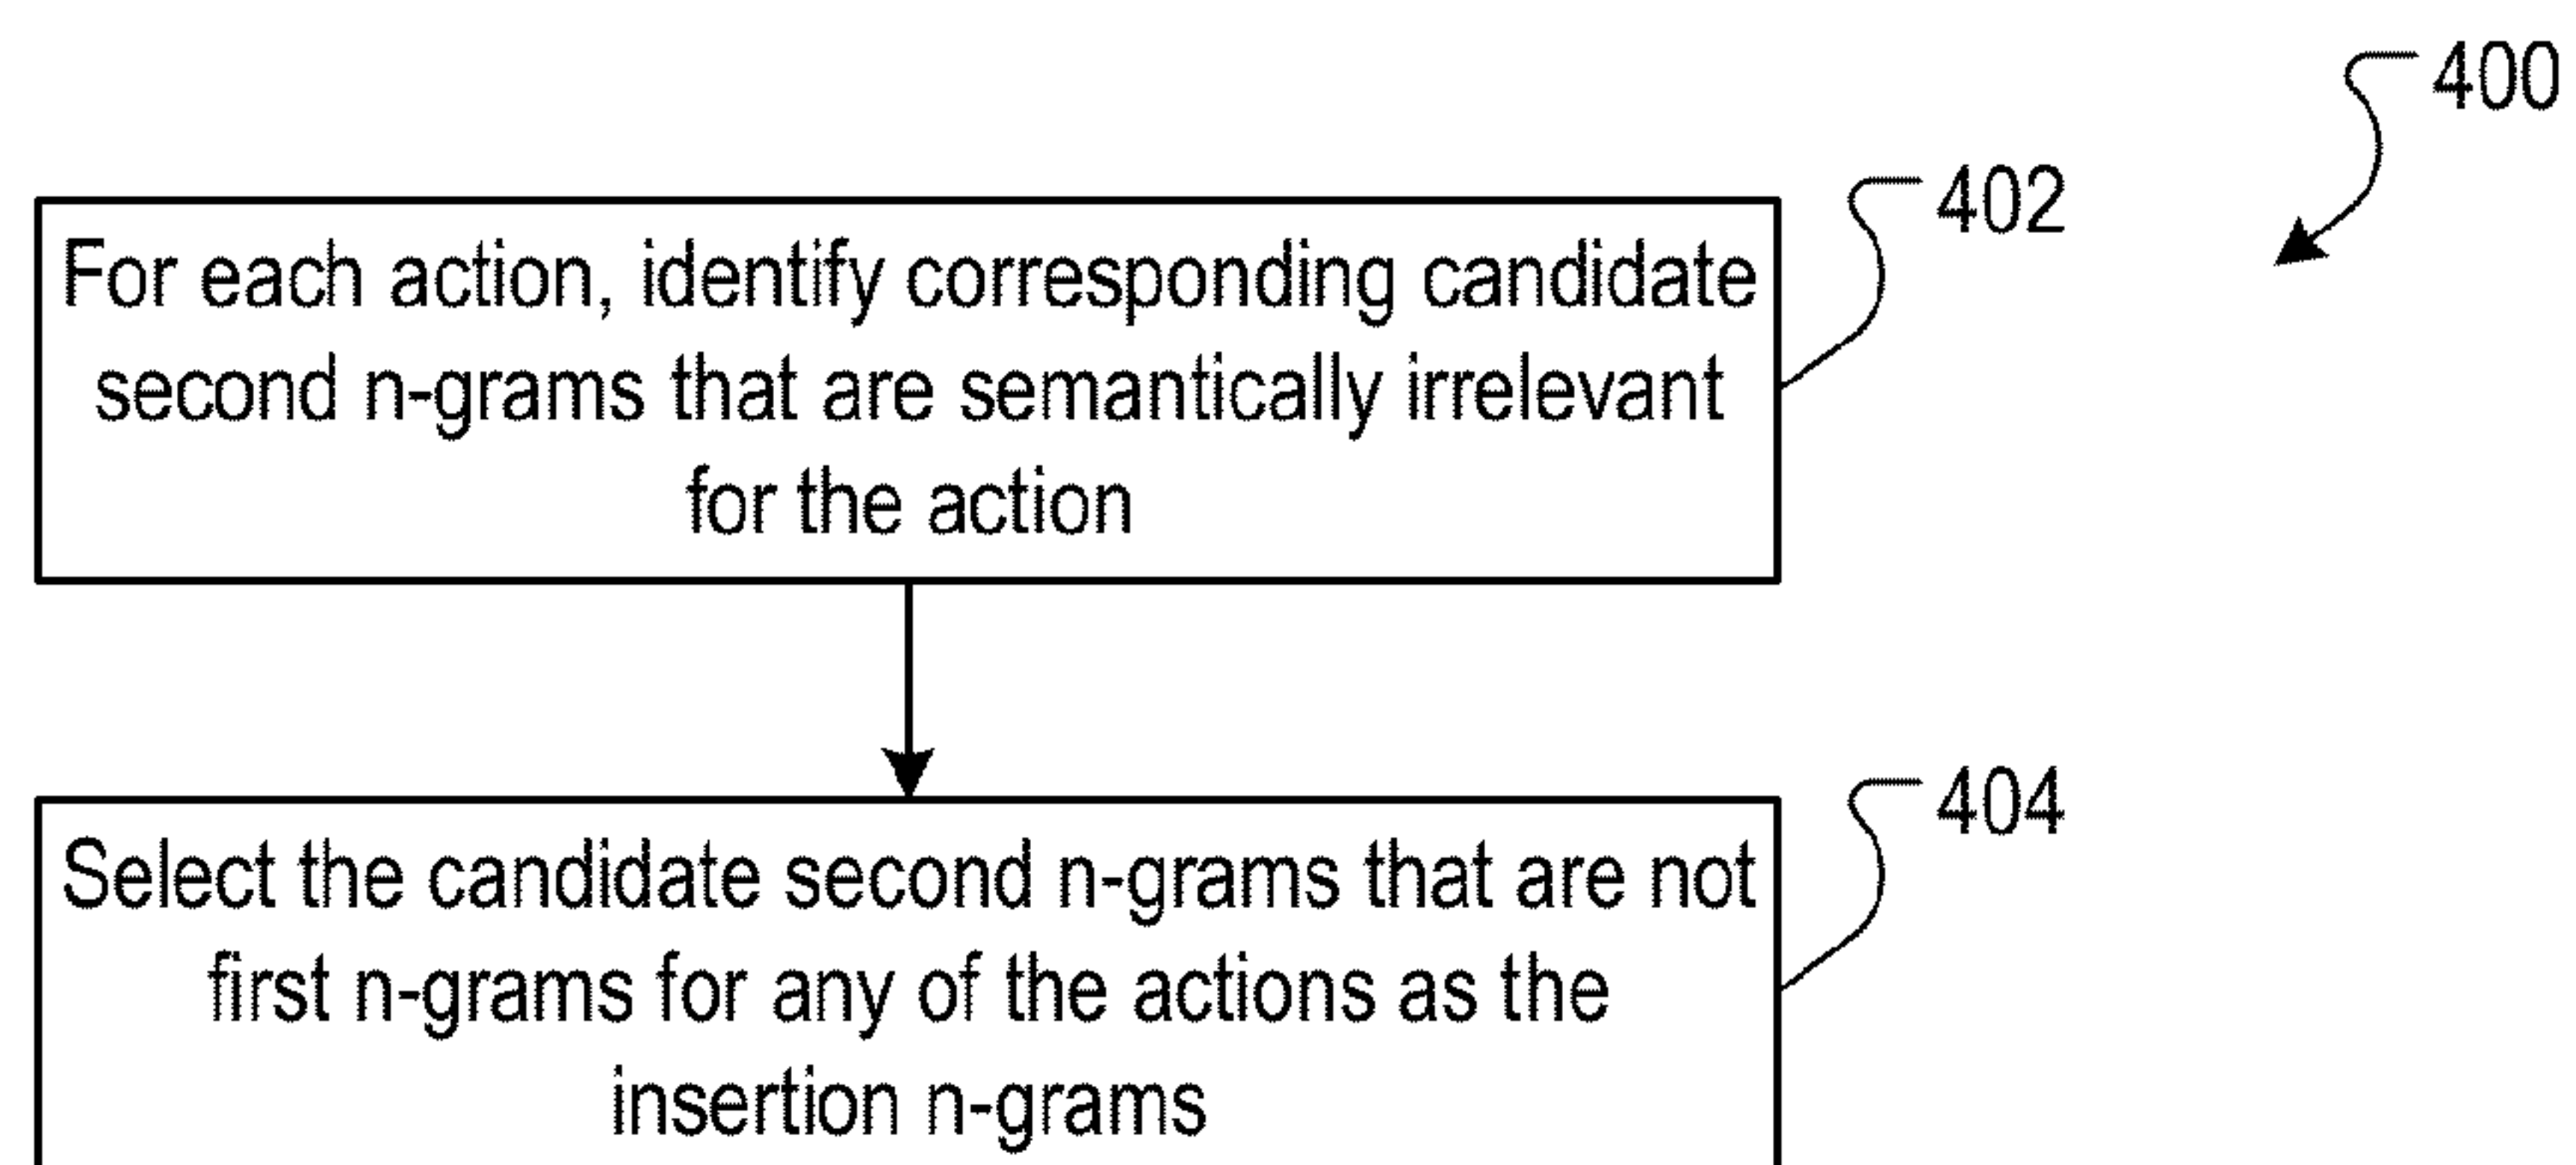 400
402
For each action, identify corresponding candidate
second n-grams that are semantically irrelevant
for the action
404
Select the candidate second n-grams that are not
first n-grams for any of the actions as the
insertion n-grams